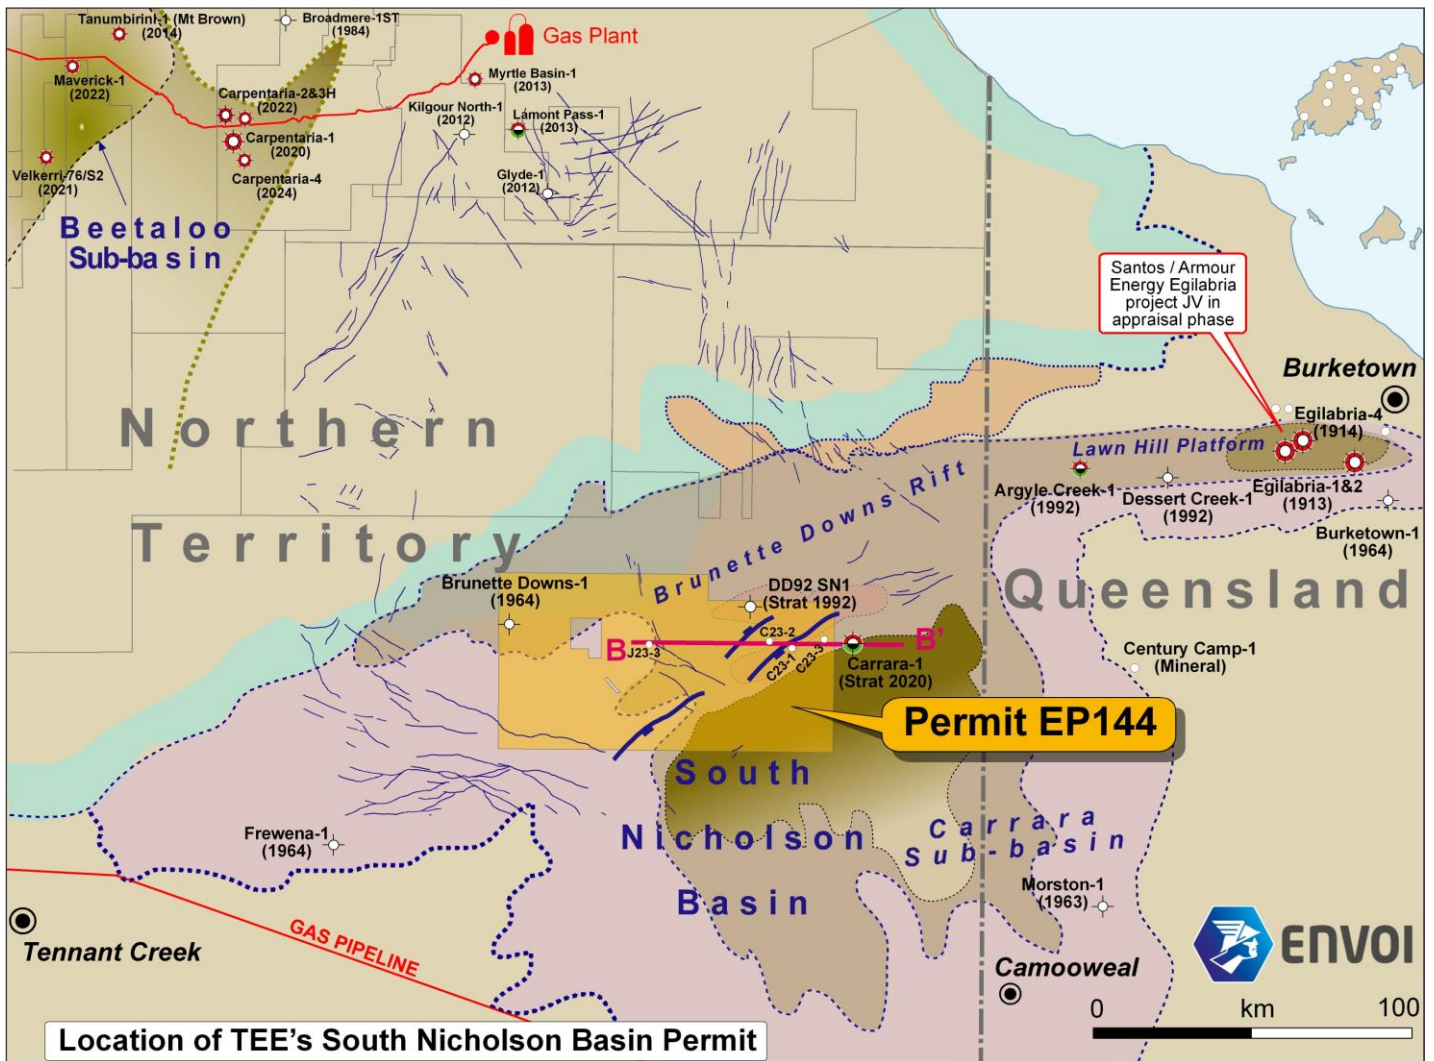 Tanumbirini-1 (Mt Brown)
(2014)
Broadmere-1ST
(1984)
Gas Plant
Maverick-1
(2022)
Myrtle Basin-1
(2013)
Carpentaria-2&3H
(2022)
Kilgour North-1
(2012)
Lamont Pass-1
(2013)
Carpentaria-1
(2020)
Velkerri-76/S2
(2021)
Carpentaria-4
(2024)
Glyde-1
(2012)
Beetaloo
Sub-basin
Santos / Armour
Energy Egilabria
project JV in
appraisal phase
Burketown
Northern
Territory
Egilabria-4
(1914)
Lawn Hill Platform
Argyle Creek-1
(1992)
Dessert Creek-1
(1992)
Egilabria-1&2
(1913)
Burketown-1
(1964)
Brunette Downs Rift
Queensland
Brunette Downs-1
(1964)
DD92 SN1
(Strat 1992)
B
J23-3
C23-2
C23-1
C23-3
B'
Carrara-1
(Strat 2020)
Century Camp-1
(Mineral)
Permit EP144
South
Nicholson
Basin
Carrara
Sub-basin
Frewena-1
(1964)
Morston-1
(1963)
Tennant Creek
GAS PIPELINE
ENVOI
Camooweal
0 km 100
Location of TEE's South Nicholson Basin Permit